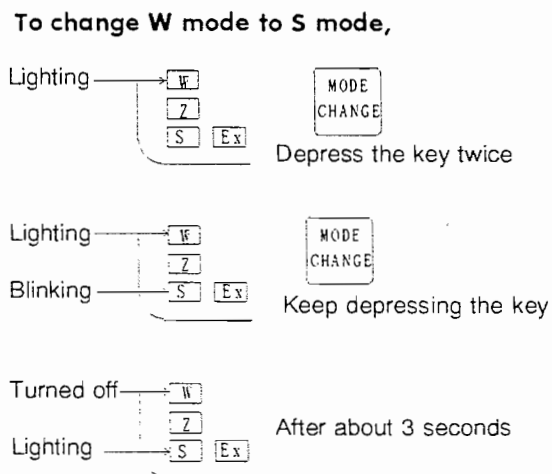 To change W mode to S mode,
Lighting W MODE
Z CHANGE
S Ex
Depress the key twice
Lighting W MODE
Z CHANGE
Blinking S Ex
Keep depressing the key
Turned off W
Z After about 3 seconds
Lighting S Ex